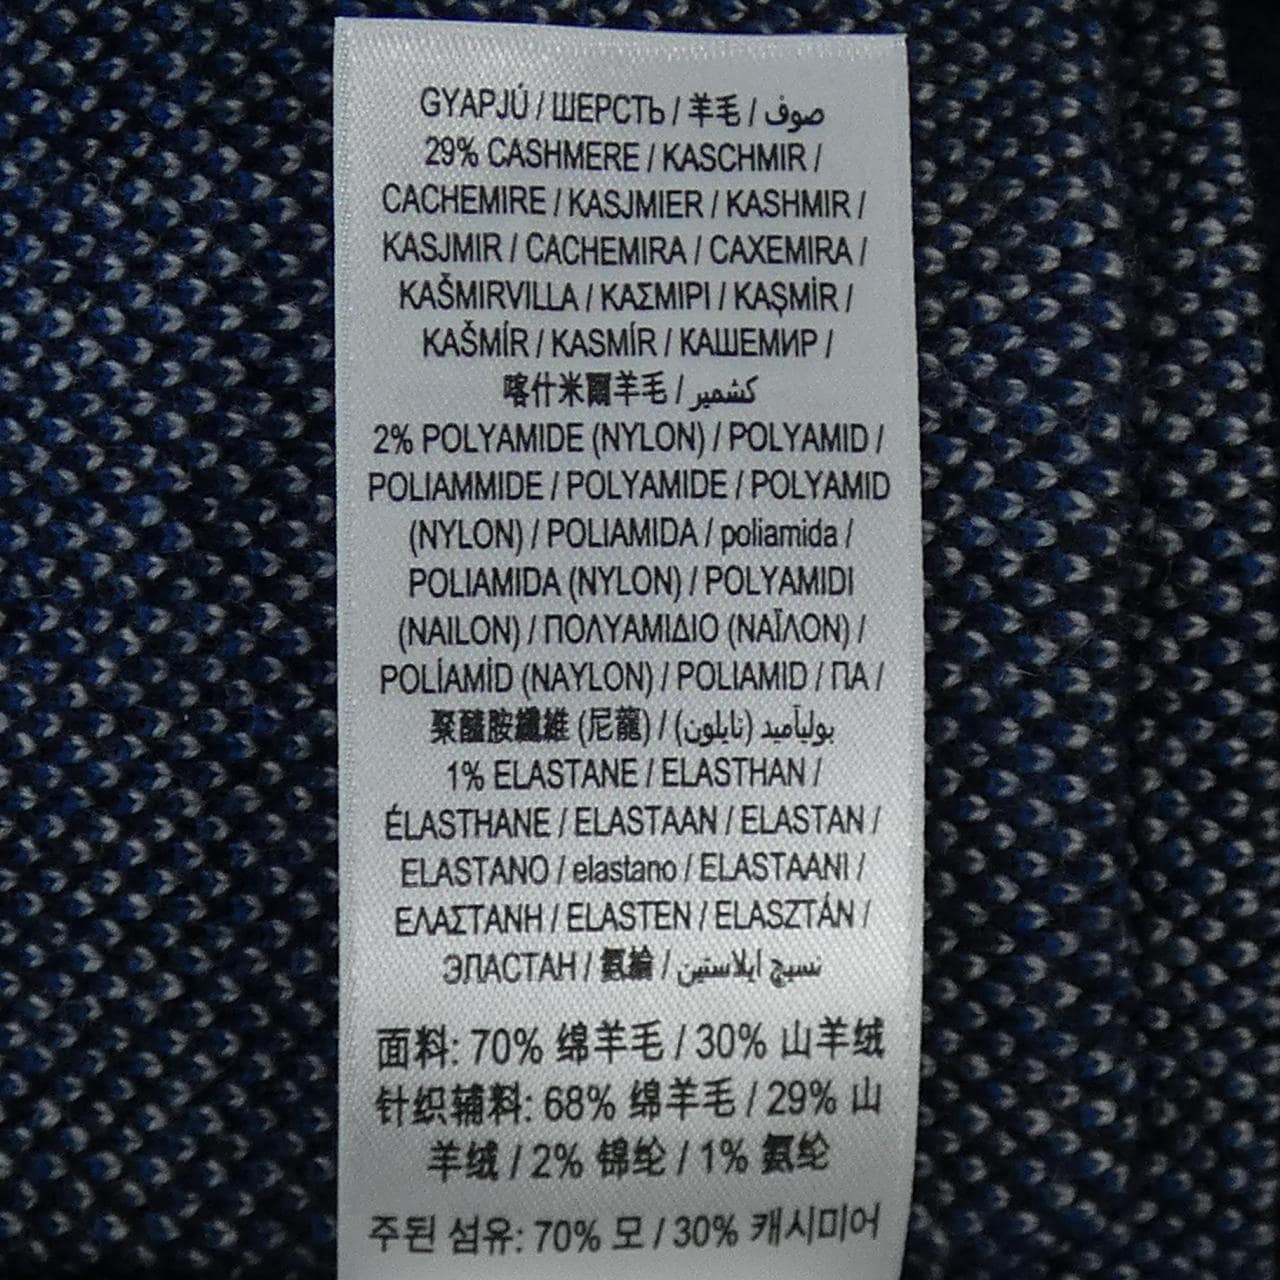 GYAPJÚ / ШЕРСТЬ / 羊毛 / صوف
29% CASHMERE / KASCHMIR /
CACHEMIRE / KASJMIER / KASHMIR /
KASJMIR / CACHEMIRA / CAXEMIRA /
KAŠMIRVILLA / ΚΑΣΜΙΡΙ / KAŞMİR /
KAŠMÍR / KASMÍR / КАШЕМИР /
喀什米爾羊毛 / كشمير
2% POLYAMIDE (NYLON) / POLYAMID /
POLIAMMIDE / POLYAMIDE / POLYAMID
(NYLON) / POLIAMIDA / poliamida /
POLIAMIDA (NYLON) / POLYAMIDI
(NAILON) / ΠΟΛΥΑΜΙΔΙΟ (ΝΑΪΛΟΝ) /
POLİAMİD (NAYLON) / POLIAMID / ПА /
聚醯胺纖維 (尼龍) / بوليآميد (نايلون)
1% ELASTANE / ELASTHAN /
ÉLASTHANE / ELASTAAN / ELASTAN /
ELASTANO / elastano / ELASTAANI /
ΕΛΑΣΤΑΝΗ / ELASTEN / ELASZTÁN /
ЭЛАСТАН / 氨綸 / نسيج ايلاستين
面料: 70% 绵羊毛 / 30% 山羊绒
针织辅料: 68% 绵羊毛 / 29% 山
羊绒 / 2% 锦纶 / 1% 氨纶
주된 섬유: 70% 모 / 30% 캐시미어